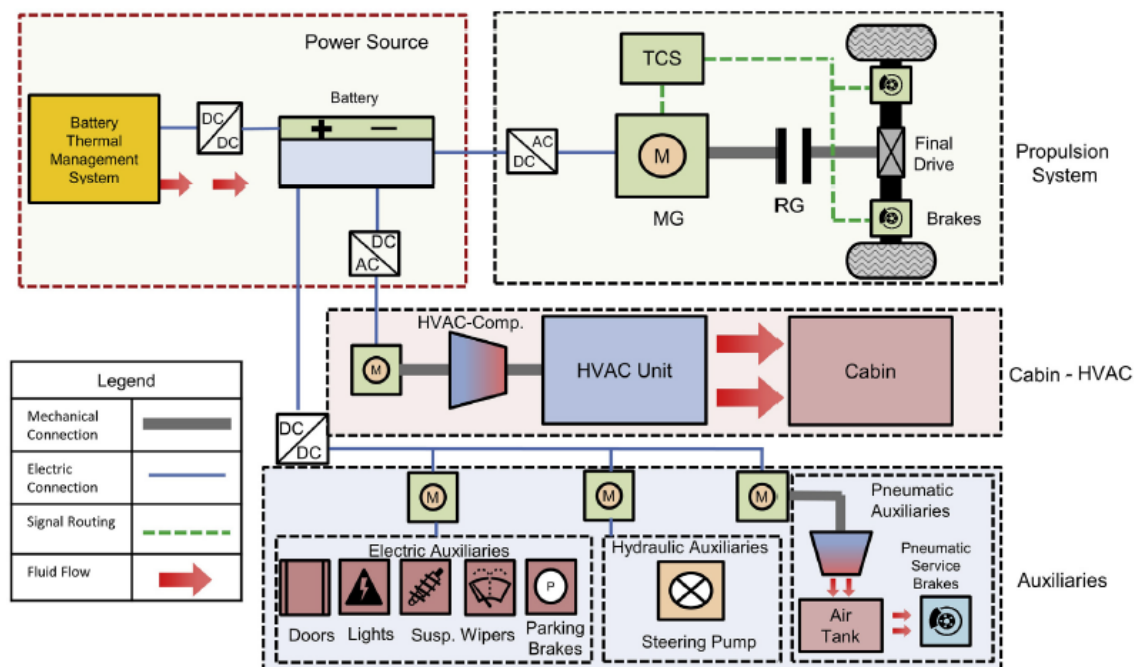 Power Source
Battery
Thermal
Management
System
DC
DC
Battery
+ −
DC
AC
AC
DC
TCS
M
MG
RG
Final
Drive
Brakes
Propulsion
System
HVAC-Comp.
M
HVAC Unit
Cabin
Cabin - HVAC
Legend
Mechanical
Connection
Electric
Connection
Signal Routing
Fluid Flow
DC
DC
M
M
M
Electric Auxiliaries
P
Doors
Lights
Susp.
Wipers
Parking
Brakes
Hydraulic Auxiliaries
Steering Pump
Pneumatic
Auxiliaries
Pneumatic
Service
Brakes
Air
Tank
Auxiliaries